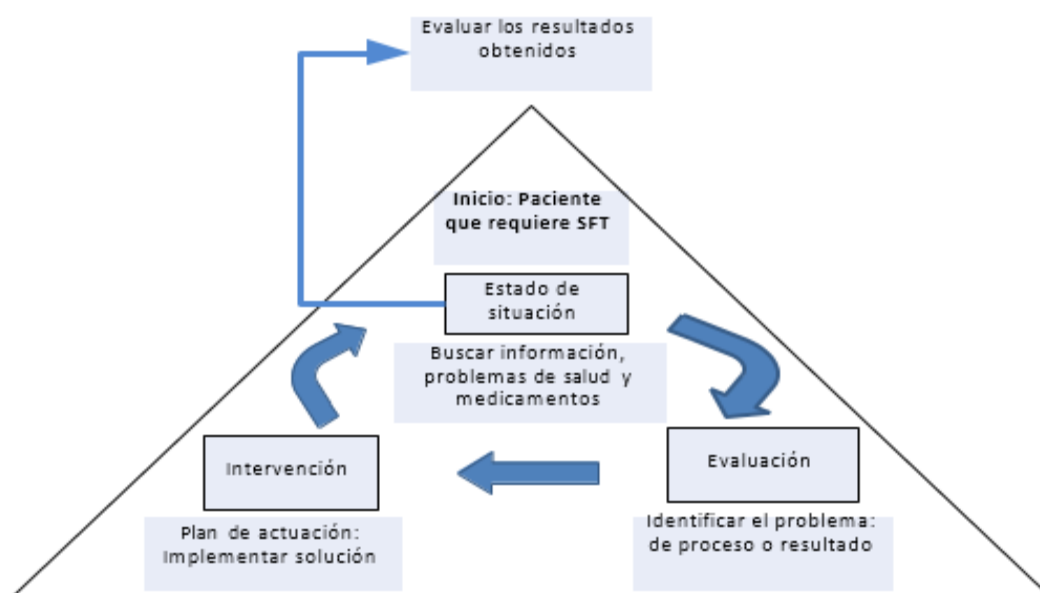 Evaluar los resultados
obtenidos
Inicio: Paciente
que requiere SFT
Estado de
situación
Buscar información,
problemas de salud y
medicamentos
Intervención
Evaluación
Plan de actuación:
Implementar solución
Identificar el problema:
de proceso o resultado